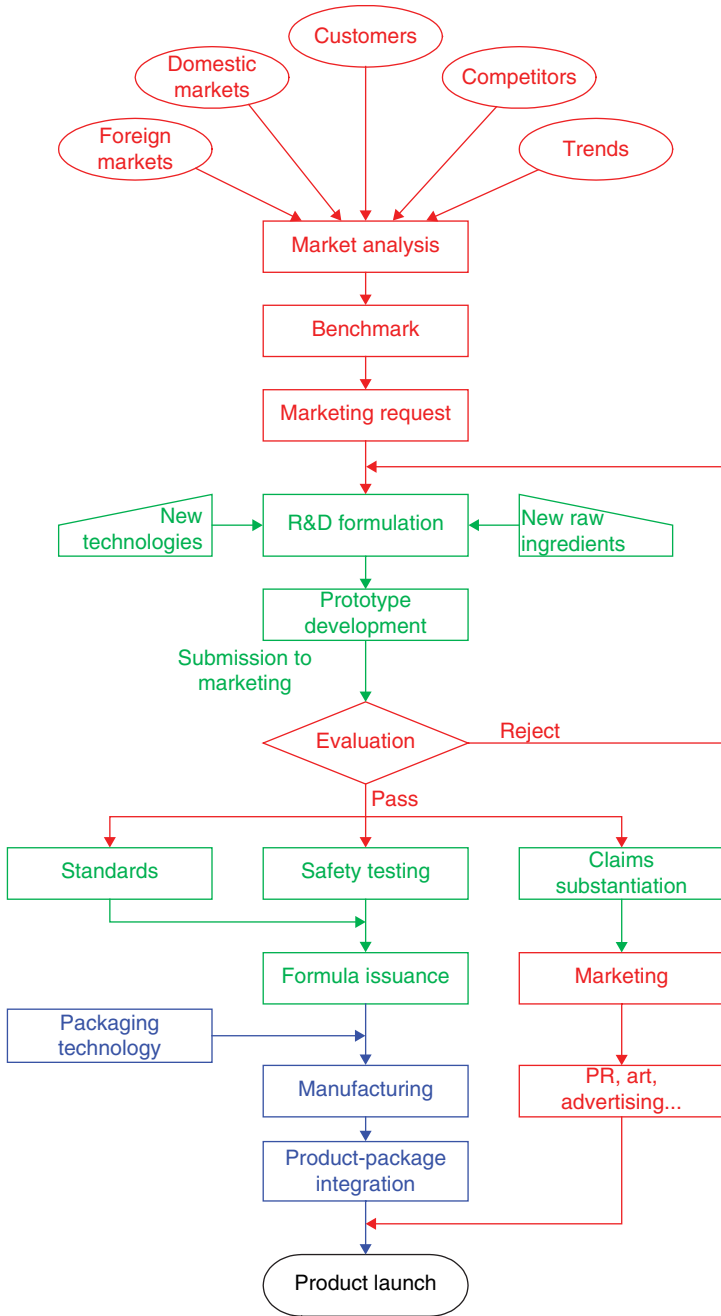 Customers
Domestic
markets
Competitors
Foreign
markets
Trends
Market analysis
Benchmark
Marketing request
New
technologies
R&D formulation
New raw
ingredients
Prototype
development
Submission to
marketing
Evaluation
Reject
Pass
Standards
Safety testing
Claims
substantiation
Formula issuance
Marketing
Packaging
technology
Manufacturing
PR, art,
advertising...
Product-package
integration
Product launch